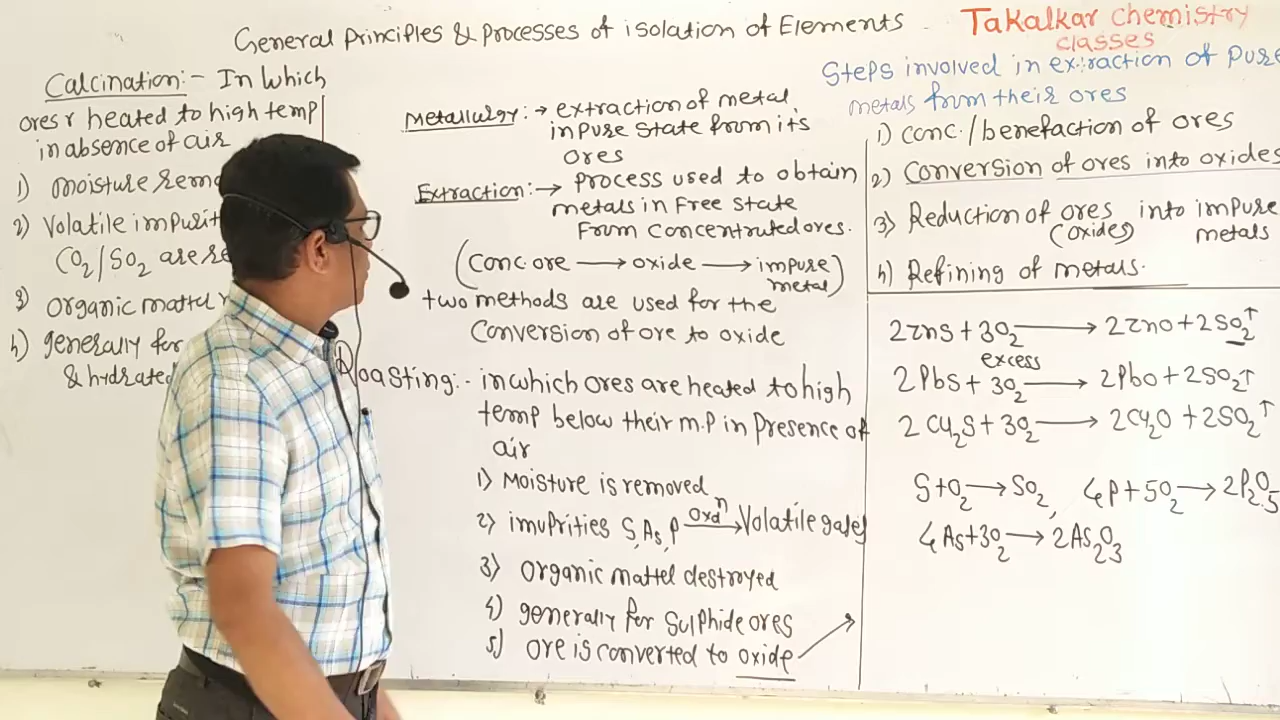 General Principles & Processes of isolation of Elements
Takalkar Chemistry
classes
Calcination:- In Which
ores r heated to high temp
in absence of air
1) moisture
2) Volatile
CO2/SO2 are
3) organic mattel
4) generally for
& hydrated
Metallurgy:→ extraction of metal
in pure state from its
ores
Extraction:→ Process used to obtain
metals in Free State
From concentruted ores.
(Conc.ore → oxide → impure
metal)
two methods are used for the
Conversion of ore to oxide
Roasting:- in which ores are heated to high
temp below their m.p in Presence of
air
1) Moisture is removed
2) imuprities S, As, P Oxdn→ Volatile gases
3) Organic mattel destroyed
4) generally for Sulphide ores
5) ore is converted to oxide
Steps involved in extraction of Pure
metals from their ores
1) Conc./benefaction of ores
2) Conversion of ores into oxides
3) Reduction of ores into impure
(oxides) metals
4) Refining of metals.
2ZnS + 3O2 → 2ZnO + 2SO2↑
excess
2PbS + 3O2 → 2PbO + 2SO2↑
2Cu2S + 3O2 → 2Cu2O + 2SO2↑
S+O2 → SO2, 4P+5O2 → 2P2O5
4As+3O2 → 2As2O3